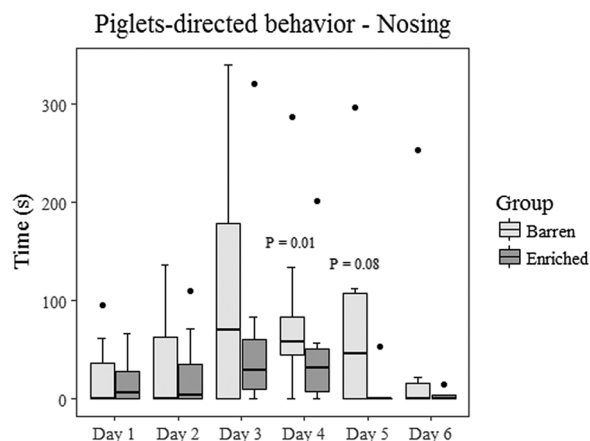 Piglets-directed behavior - Nosing
Time (s)
300
200
100
0
P = 0.01
P = 0.08
Day 1 Day 2 Day 3 Day 4 Day 5 Day 6
Group
Barren
Enriched